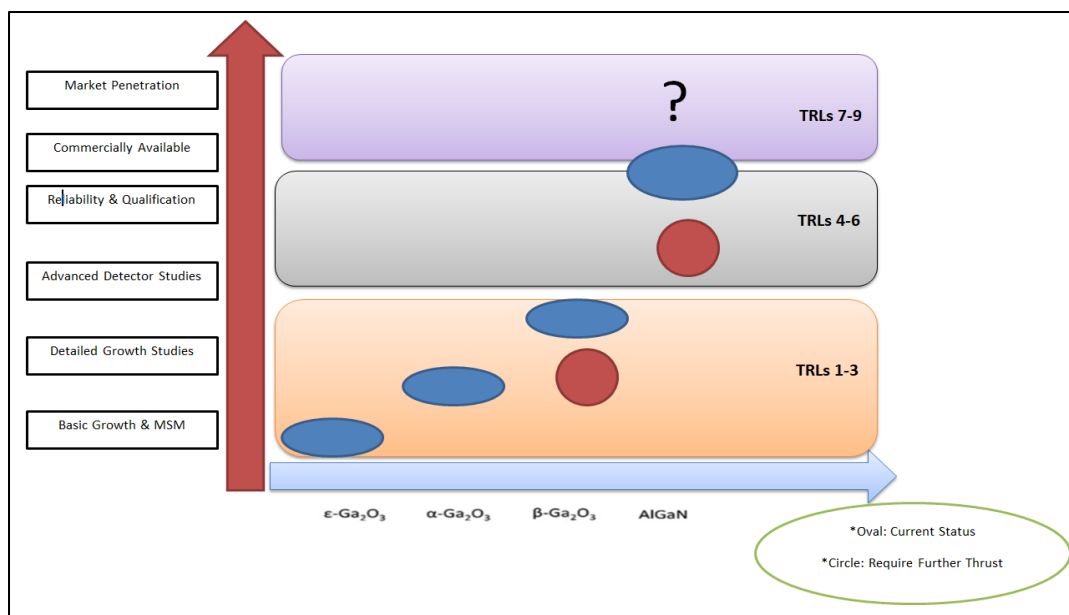 Market Penetration
?
TRLs 7-9
Commercially Available
Reliability & Qualification
TRLs 4-6
Advanced Detector Studies
Detailed Growth Studies
TRLs 1-3
Basic Growth & MSM
ε-Ga₂O₃ α-Ga₂O₃ β-Ga₂O₃ AlGaN
*Oval: Current Status
*Circle: Require Further Thrust